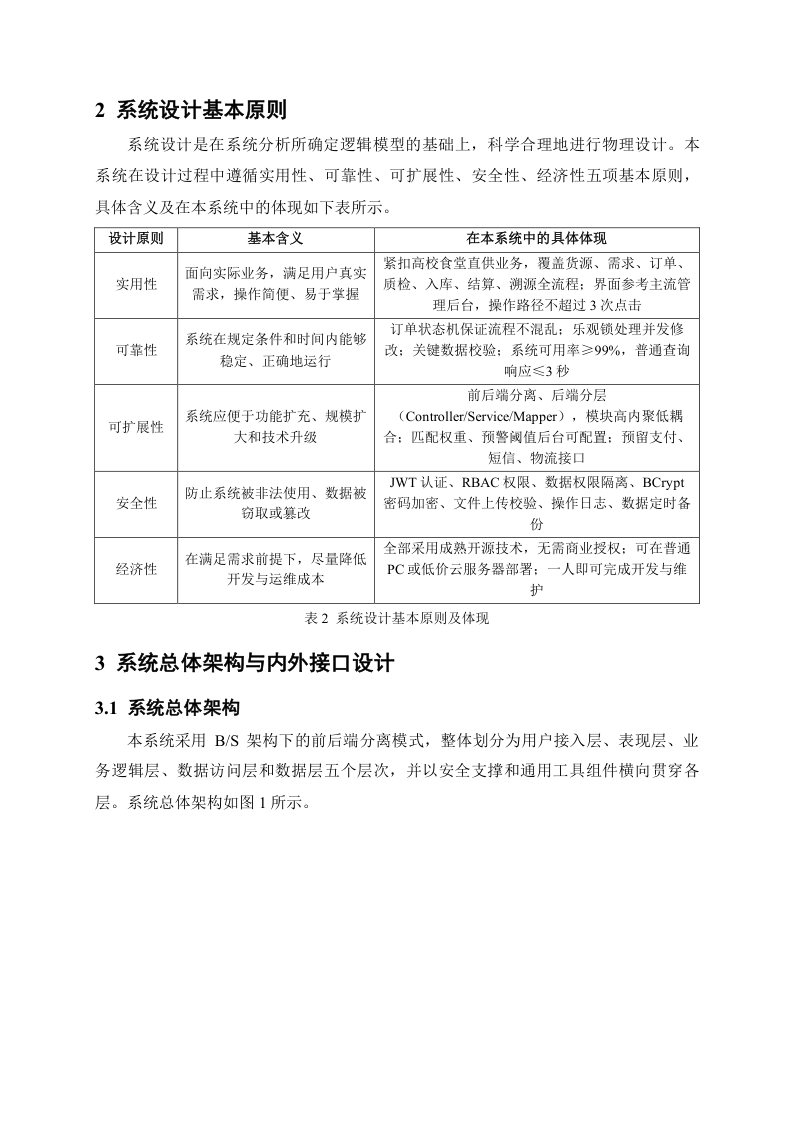 2 系统设计基本原则
系统设计是在系统分析所确定逻辑模型的基础上，科学合理地进行物理设计。本
系统在设计过程中遵循实用性、可靠性、可扩展性、安全性、经济性五项基本原则，
具体含义及在本系统中的体现如下表所示。
设计原则 基本含义 在本系统中的具体体现
实用性
面向实际业务，满足用户真实
需求，操作简便、易于掌握
紧扣高校食堂直供业务，覆盖货源、需求、订单、
质检、入库、结算、溯源全流程；界面参考主流管
理后台，操作路径不超过 3 次点击
可靠性
系统在规定条件和时间内能够
稳定、正确地运行
订单状态机保证流程不混乱；乐观锁处理并发修
改；关键数据校验；系统可用率≥99%，普通查询
响应≤3 秒
可扩展性
系统应便于功能扩充、规模扩
大和技术升级
前后端分离、后端分层
（Controller/Service/Mapper），模块高内聚低耦
合；匹配权重、预警阈值后台可配置；预留支付、
短信、物流接口
安全性
防止系统被非法使用、数据被
窃取或篡改
JWT 认证、RBAC 权限、数据权限隔离、BCrypt
密码加密、文件上传校验、操作日志、数据定时备
份
经济性
在满足需求前提下，尽量降低
开发与运维成本
全部采用成熟开源技术，无需商业授权；可在普通
PC 或低价云服务器部署；一人即可完成开发与维
护
表 2 系统设计基本原则及体现
3 系统总体架构与内外接口设计
3.1 系统总体架构
本系统采用 B/S 架构下的前后端分离模式，整体划分为用户接入层、表现层、业
务逻辑层、数据访问层和数据层五个层次，并以安全支撑和通用工具组件横向贯穿各
层。系统总体架构如图 1 所示。